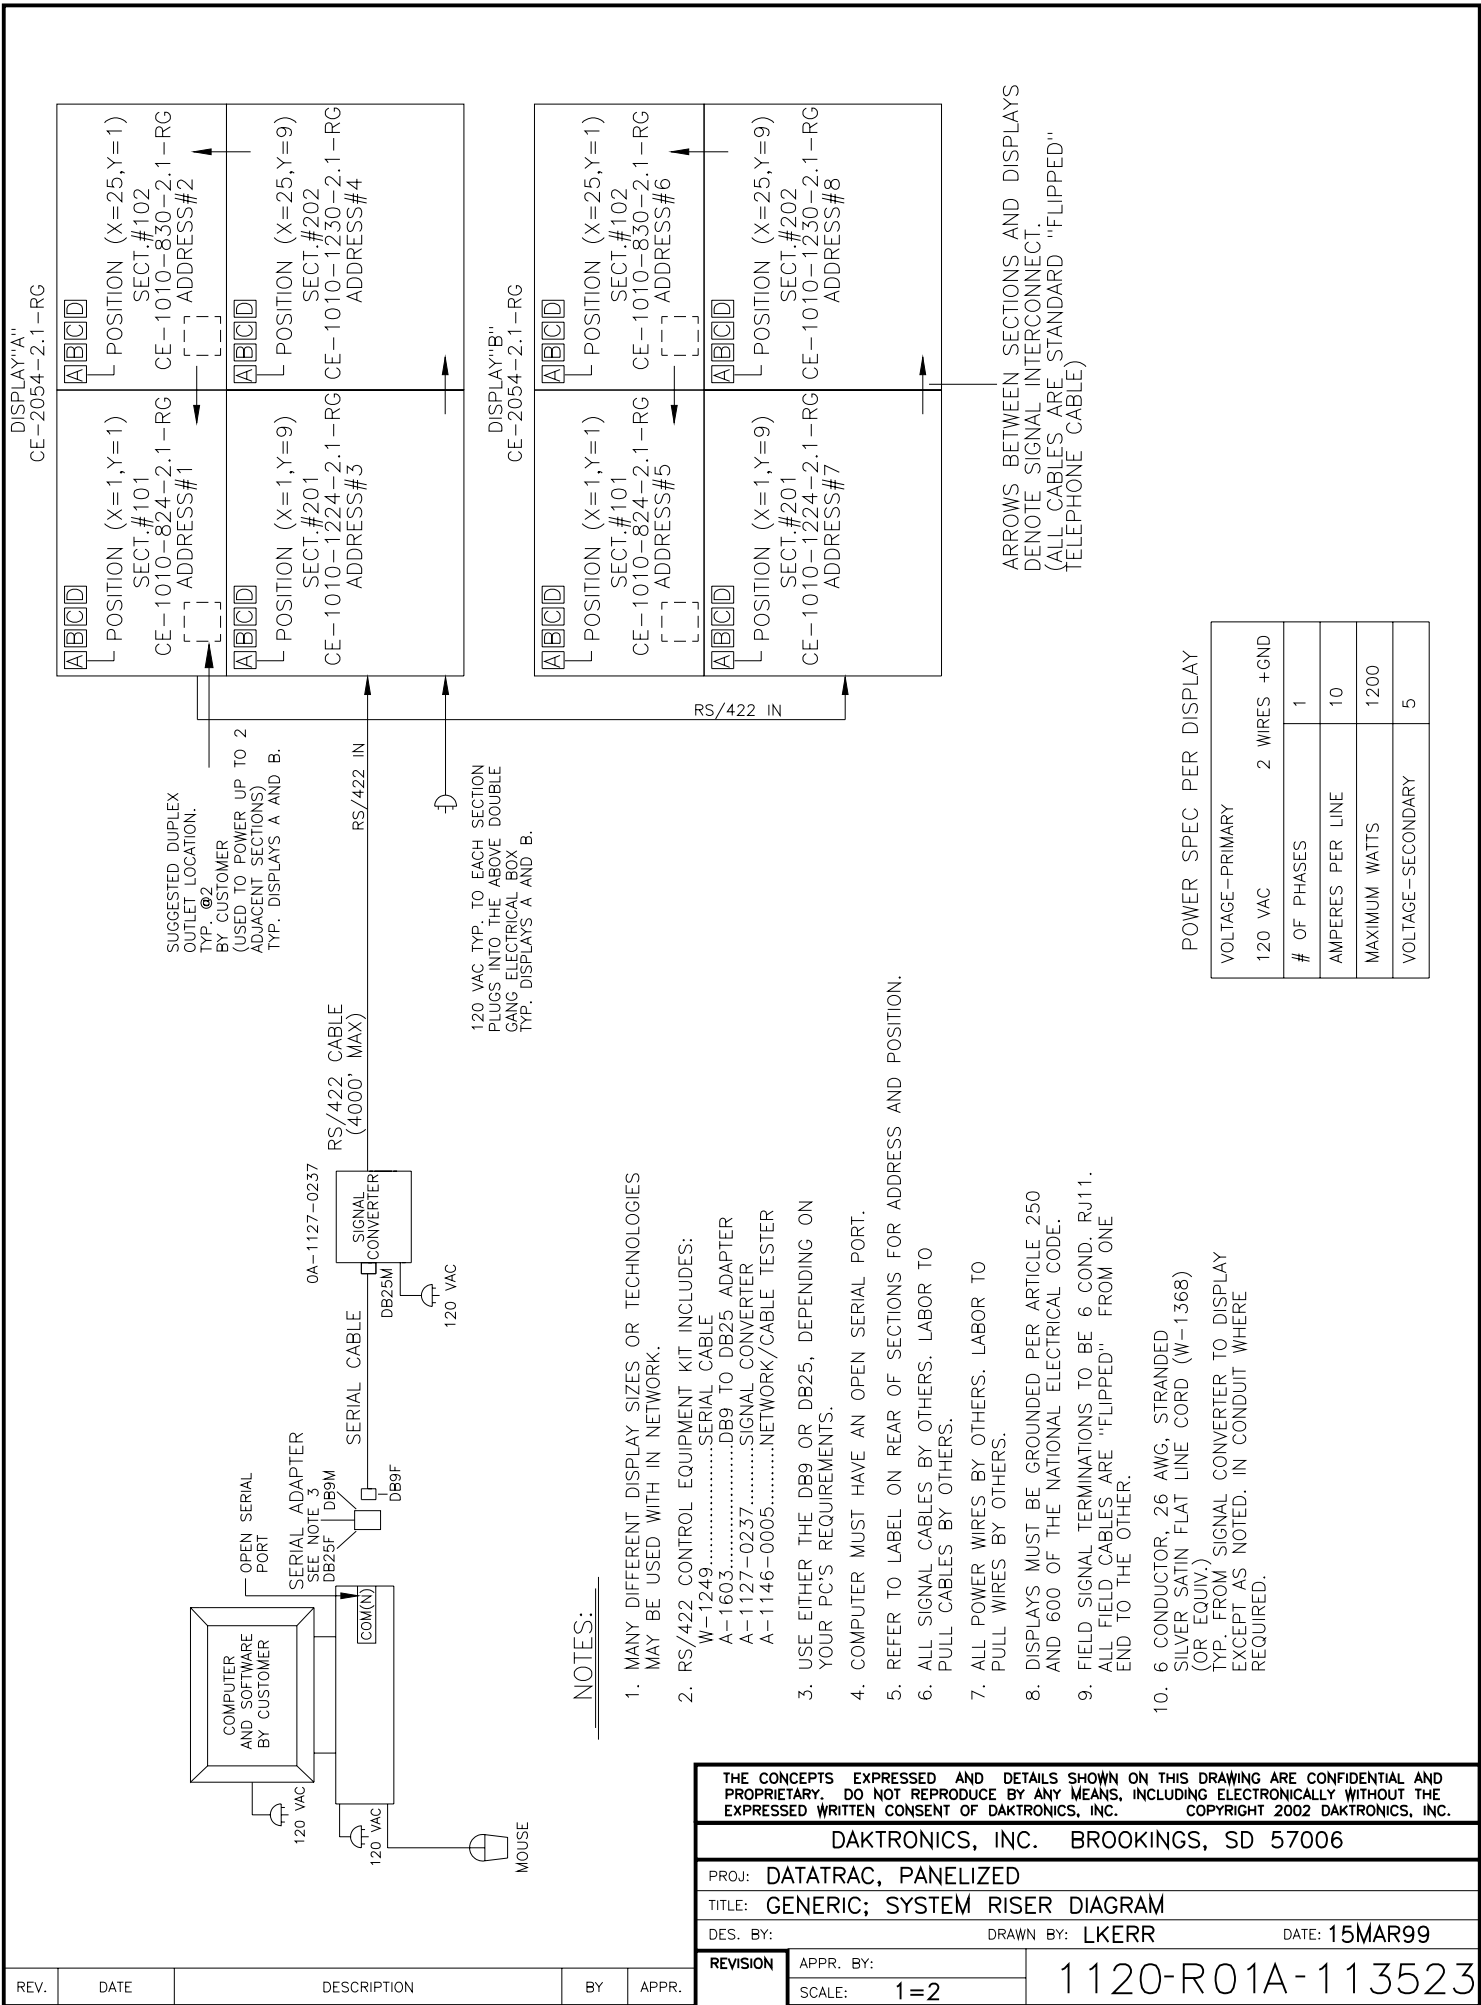 DISPLAY"A"
CE-2054-2.1-RG
ABCD
POSITION (X=1,Y=1)
SECT.#101
CE-1010-824-2.1-RG
ADDRESS#1
ABCD
POSITION (X=25,Y=1)
SECT.#102
CE-1010-830-2.1-RG
ADDRESS#2
ABCD
POSITION (X=1,Y=9)
SECT.#201
CE-1010-1224-2.1-RG
ADDRESS#3
ABCD
POSITION (X=25,Y=9)
SECT.#202
CE-1010-1230-2.1-RG
ADDRESS#4
DISPLAY"B"
CE-2054-2.1-RG
ABCD
POSITION (X=1,Y=1)
SECT.#101
CE-1010-824-2.1-RG
ADDRESS#5
ABCD
POSITION (X=25,Y=1)
SECT.#102
CE-1010-830-2.1-RG
ADDRESS#6
ABCD
POSITION (X=1,Y=9)
SECT.#201
CE-1010-1224-2.1-RG
ADDRESS#7
ABCD
POSITION (X=25,Y=9)
SECT.#202
CE-1010-1230-2.1-RG
ADDRESS#8
ARROWS BETWEEN SECTIONS AND DISPLAYS
DENOTE SIGNAL INTERCONNECT.
(ALL CABLES ARE STANDARD "FLIPPED"
TELEPHONE CABLE)
SUGGESTED DUPLEX
OUTLET LOCATION.
TYP. @2
BY CUSTOMER
(USED TO POWER UP TO 2
ADJACENT SECTIONS)
TYP. DISPLAYS A AND B.
RS/422 IN
RS/422 IN
120 VAC TYP. TO EACH SECTION
PLUGS INTO THE ABOVE DOUBLE
GANG ELECTRICAL BOX
TYP. DISPLAYS A AND B.
RS/422 CABLE
(4000' MAX)
0A-1127-0237
SIGNAL
CONVERTER
DB25M
120 VAC
SERIAL CABLE
DB9F
OPEN SERIAL
PORT
SERIAL ADAPTER
SEE NOTE 3
DB25F DB9M
COMPUTER
AND SOFTWARE
BY CUSTOMER
COM(N)
120 VAC
120 VAC
MOUSE
NOTES:
1. MANY DIFFERENT DISPLAY SIZES OR TECHNOLOGIES
MAY BE USED WITH IN NETWORK.
2. RS/422 CONTROL EQUIPMENT KIT INCLUDES:
W-1249....................SERIAL CABLE
A-1603....................DB9 TO DB25 ADAPTER
A-1127-0237..........SIGNAL CONVERTER
A-1146-0005..........NETWORK/CABLE TESTER
3. USE EITHER THE DB9 OR DB25, DEPENDING ON
YOUR PC'S REQUIREMENTS.
4. COMPUTER MUST HAVE AN OPEN SERIAL PORT.
5. REFER TO LABEL ON REAR OF SECTIONS FOR ADDRESS AND POSITION.
6. ALL SIGNAL CABLES BY OTHERS. LABOR TO
PULL CABLES BY OTHERS.
7. ALL POWER WIRES BY OTHERS. LABOR TO
PULL WIRES BY OTHERS.
8. DISPLAYS MUST BE GROUNDED PER ARTICLE 250
AND 600 OF THE NATIONAL ELECTRICAL CODE.
9. FIELD SIGNAL TERMINATIONS TO BE 6 COND. RJ11.
ALL FIELD CABLES ARE "FLIPPED" FROM ONE
END TO THE OTHER.
10. 6 CONDUCTOR, 26 AWG, STRANDED
SILVER SATIN FLAT LINE CORD (W-1368)
(OR EQUIV.)
TYP. FROM SIGNAL CONVERTER TO DISPLAY
EXCEPT AS NOTED. IN CONDUIT WHERE
REQUIRED.
POWER SPEC PER DISPLAY
VOLTAGE-PRIMARY
120 VAC 2 WIRES +GND
# OF PHASES 1
AMPERES PER LINE 10
MAXIMUM WATTS 1200
VOLTAGE-SECONDARY 5
THE CONCEPTS EXPRESSED AND DETAILS SHOWN ON THIS DRAWING ARE CONFIDENTIAL AND
PROPRIETARY. DO NOT REPRODUCE BY ANY MEANS, INCLUDING ELECTRONICALLY WITHOUT THE
EXPRESSED WRITTEN CONSENT OF DAKTRONICS, INC. COPYRIGHT 2002 DAKTRONICS, INC.
DAKTRONICS, INC. BROOKINGS, SD 57006
PROJ: DATATRAC, PANELIZED
TITLE: GENERIC; SYSTEM RISER DIAGRAM
DES. BY: DRAWN BY: LKERR DATE: 15MAR99
REVISION APPR. BY:
SCALE: 1=2
1120-R01A-113523
REV. DATE DESCRIPTION BY APPR.